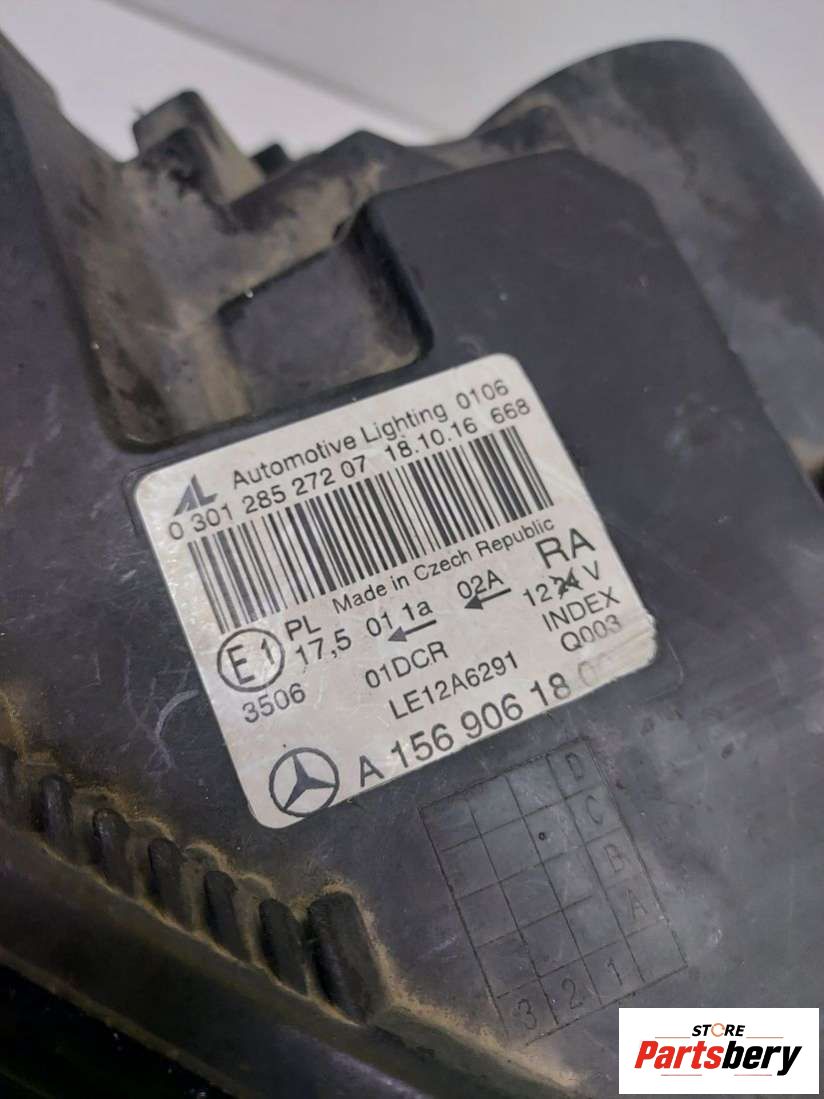 AL Automotive Lighting 0106
0 301 285 272 07 18.10.16 668
Made in Czech Republic
E1 PL 01 1a 02A RA
17,5 12 V
3506 01DCR INDEX
LE12A6291 Q003
A 156 906 18
D
C
B
A
3 2 1
STORE
Partsbery